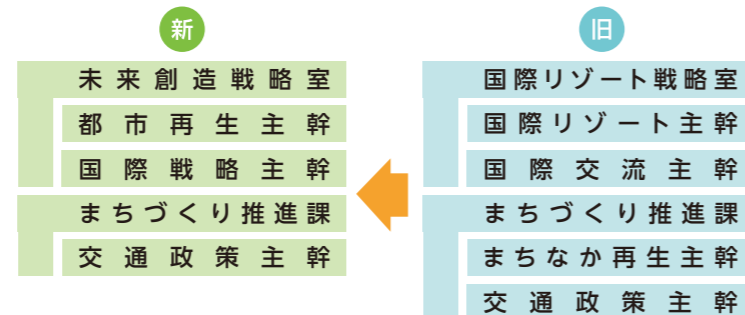 新
未来創造戦略室
都市再生主幹
国際戦略主幹
まちづくり推進課
交通政策主幹
旧
国際リゾート戦略室
国際リゾート主幹
国際交流主幹
まちづくり推進課
まちなか再生主幹
交通政策主幹